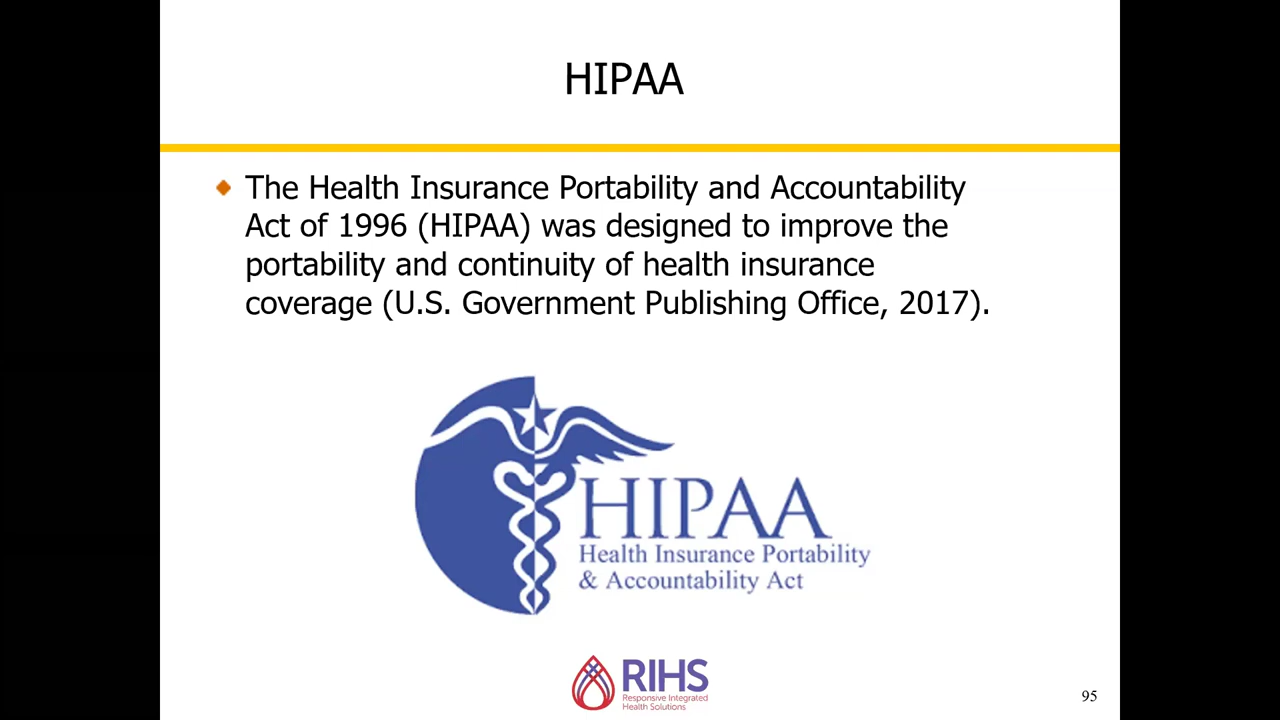 HIPAA
The Health Insurance Portability and Accountability
Act of 1996 (HIPAA) was designed to improve the
portability and continuity of health insurance
coverage (U.S. Government Publishing Office, 2017).
HIPAA
Health Insurance Portability
& Accountability Act
RIHS
Responsive Integrated
Health Solutions
95